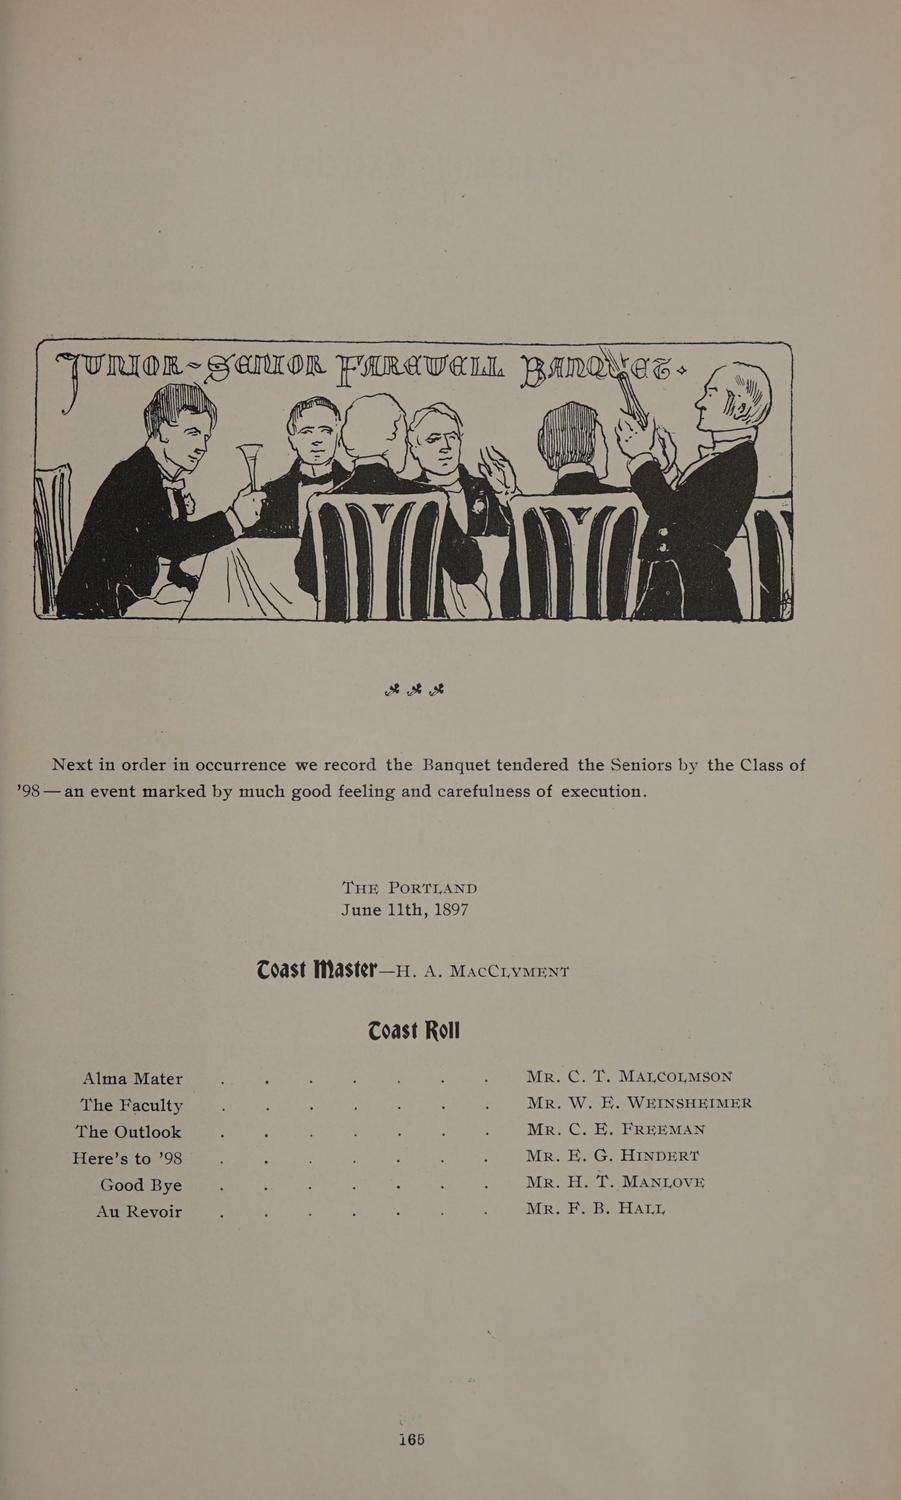 Junior-Senior Farewell Banquet
Next in order in occurrence we record the Banquet tendered the Seniors by the Class of
’98—an event marked by much good feeling and carefulness of execution.
The Portland
June 11th, 1897
Toast Master—H. A. MacClyment
Toast Roll
Alma Mater . . . . . . . Mr. C. T. Malcolmson
The Faculty . . . . . . . Mr. W. E. Weinsheimer
The Outlook . . . . . . . Mr. C. E. Freeman
Here’s to ’98 . . . . . . . Mr. E. G. Hindert
Good Bye . . . . . . . Mr. H. T. Manlove
Au Revoir . . . . . . . Mr. F. B. Hall
165